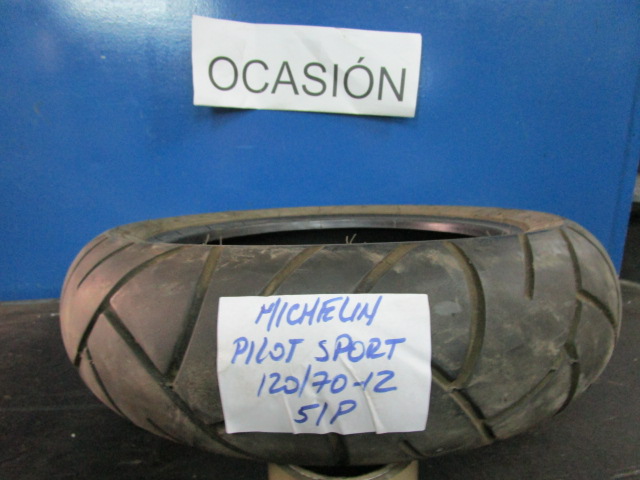 OCASIÓN
MICHELIN
PILOT SPORT
120/70-12
51P